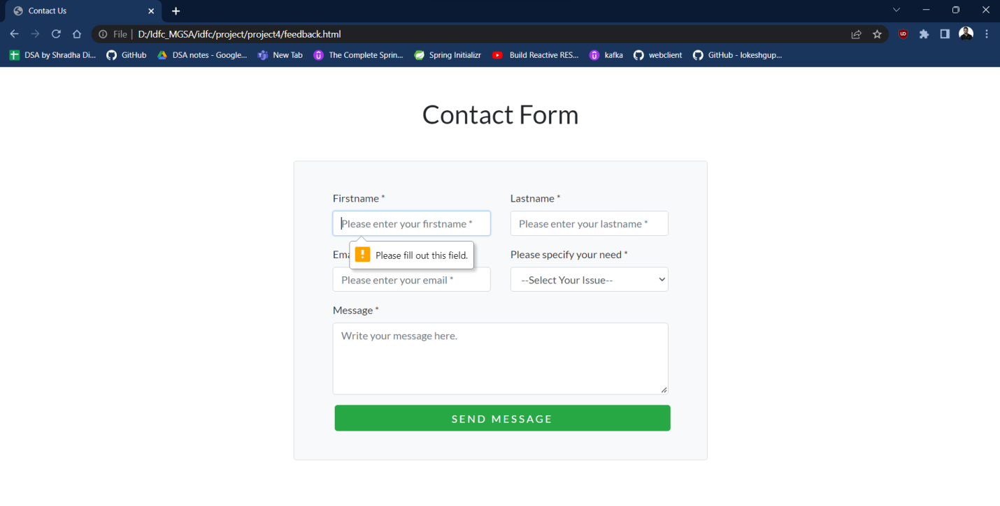 Contact Us
File | D:/Idfc_MGSA/idfc/project/project4/feedback.html
DSA by Shradha Di... GitHub DSA notes - Google... New Tab The Complete Sprin... Spring Initializr Build Reactive RES... kafka webclient GitHub - lokeshgup...
Contact Form
Firstname * Lastname *
Please enter your firstname * Please enter your lastname *
Ema Please specify your need *
! Please fill out this field.
Please enter your email * --Select Your Issue--
Message *
Write your message here.
SEND MESSAGE